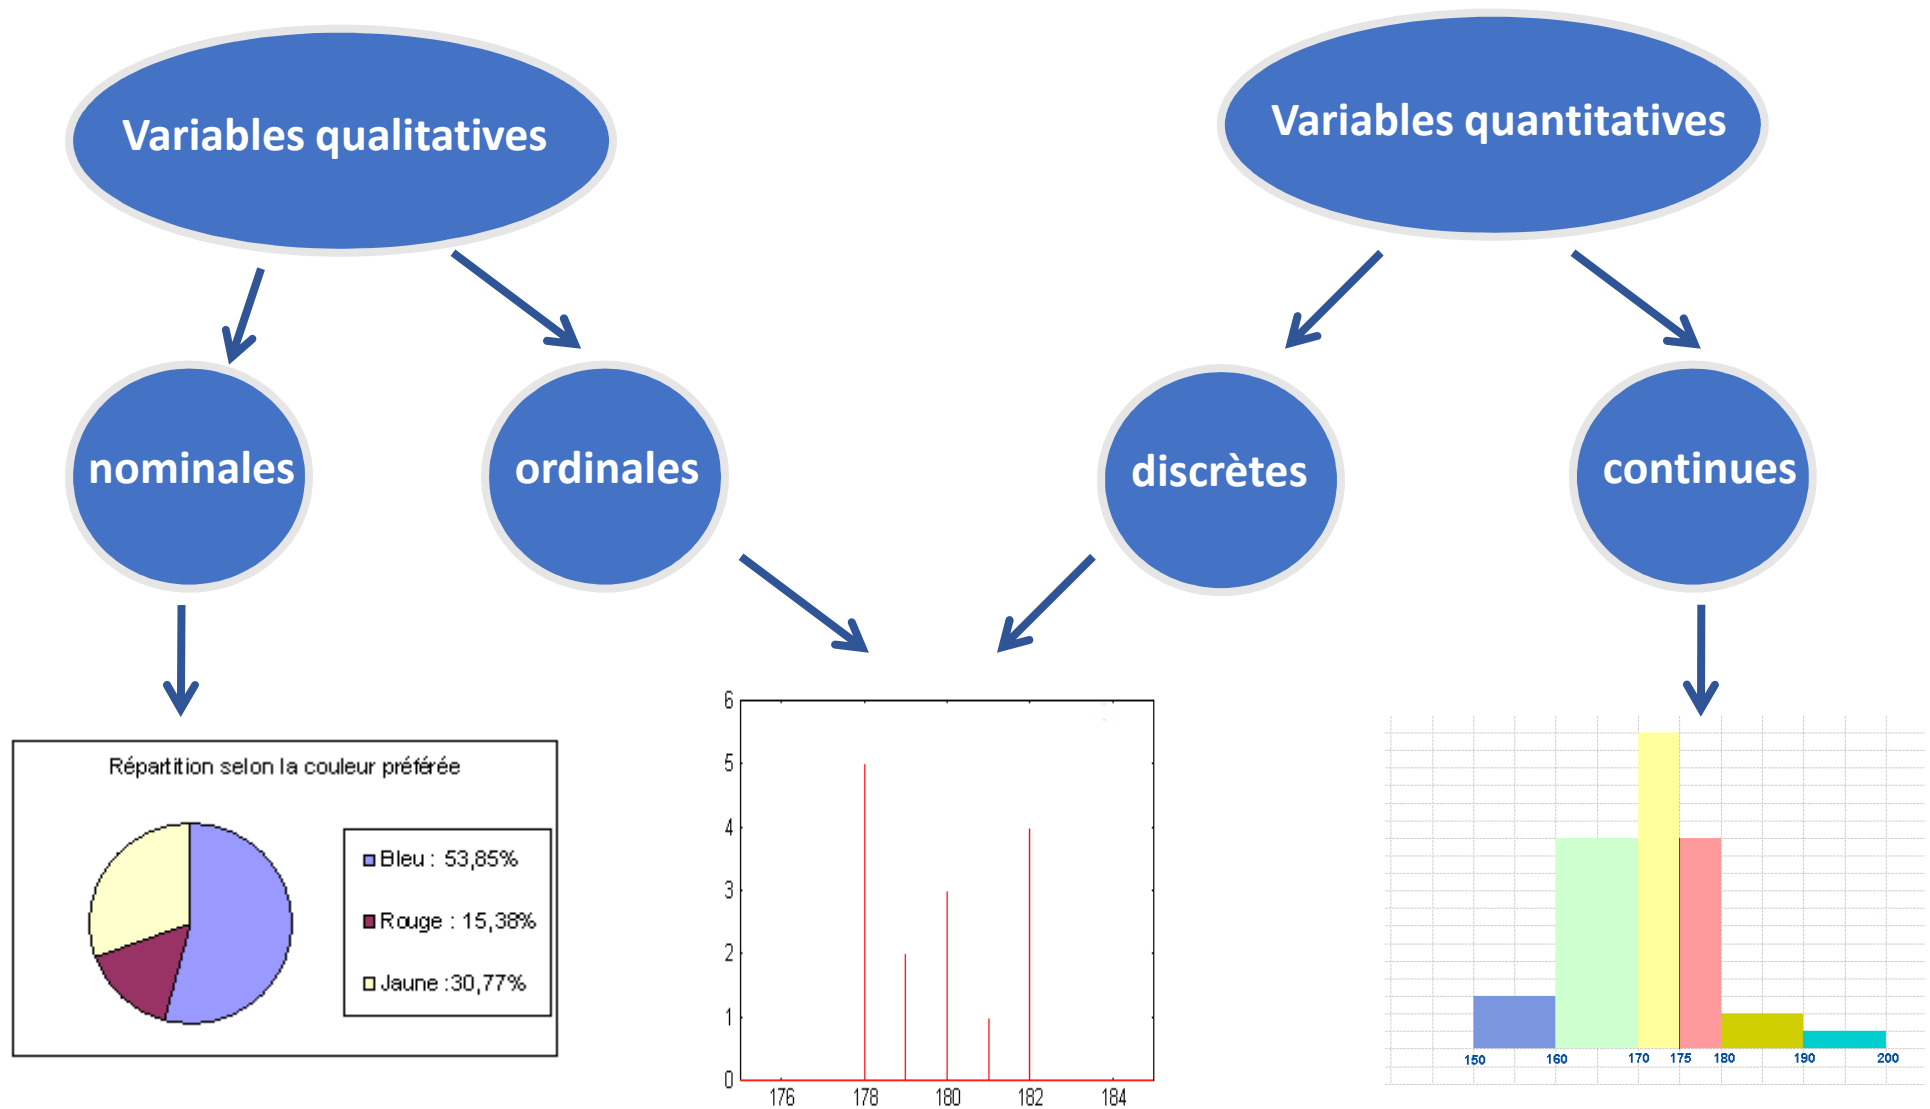 Variables qualitatives
Variables quantitatives
nominales
ordinales
discrètes
continues
Répartition selon la couleur préférée
Bleu : 53,85%
Rouge : 15,38%
Jaune :30,77%
6
5
4
3
2
1
0
176 178 180 182 184
150 160 170 175 180 190 200